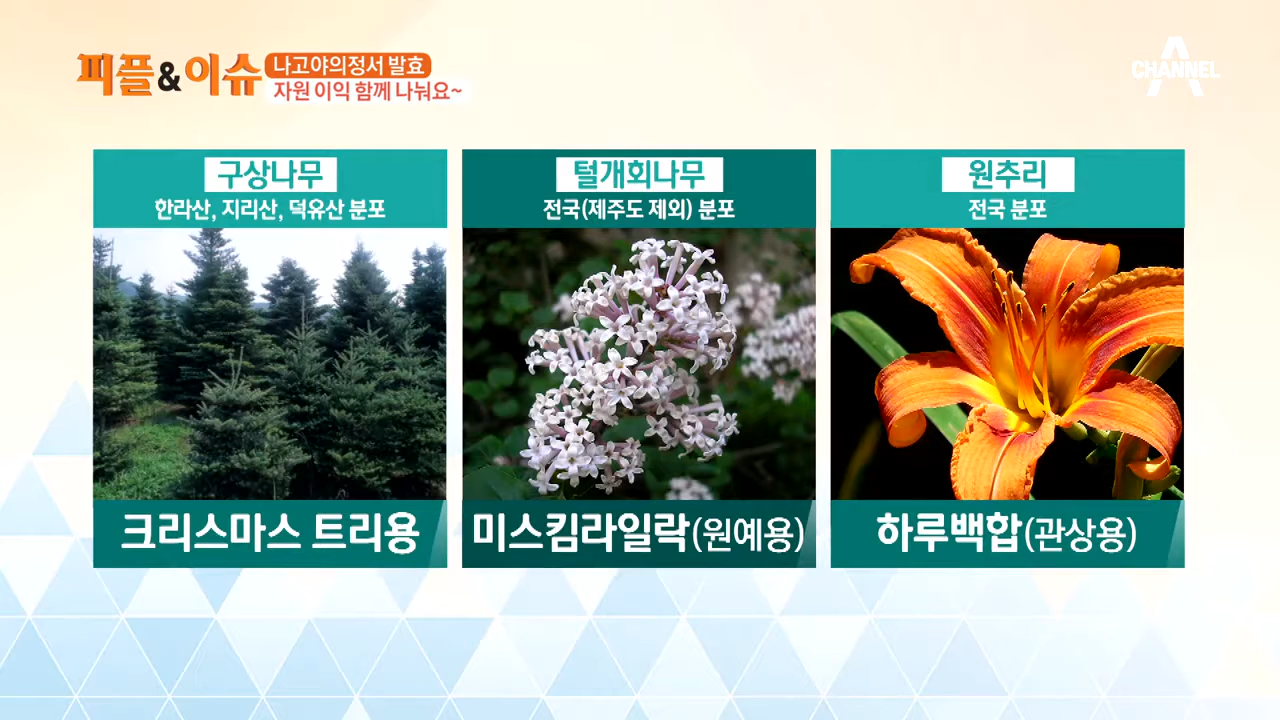 피플&이슈
나고야의정서 발효
자원 이익 함께 나눠요~
CHANNEL A
구상나무
한라산, 지리산, 덕유산 분포
크리스마스 트리용
털개회나무
전국(제주도 제외) 분포
미스킴라일락(원예용)
원추리
전국 분포
하루백합(관상용)